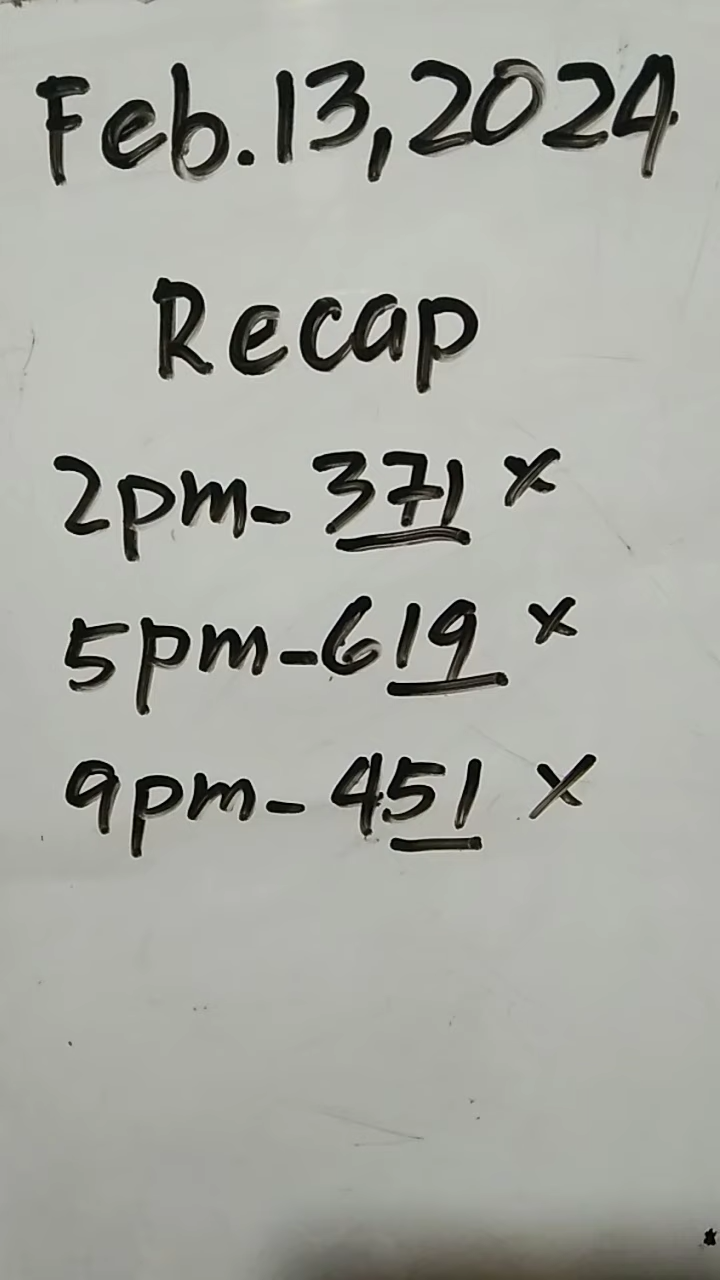 Feb.13,2024
Recap
2pm- 371 x
5pm-619 x
9pm- 451 x